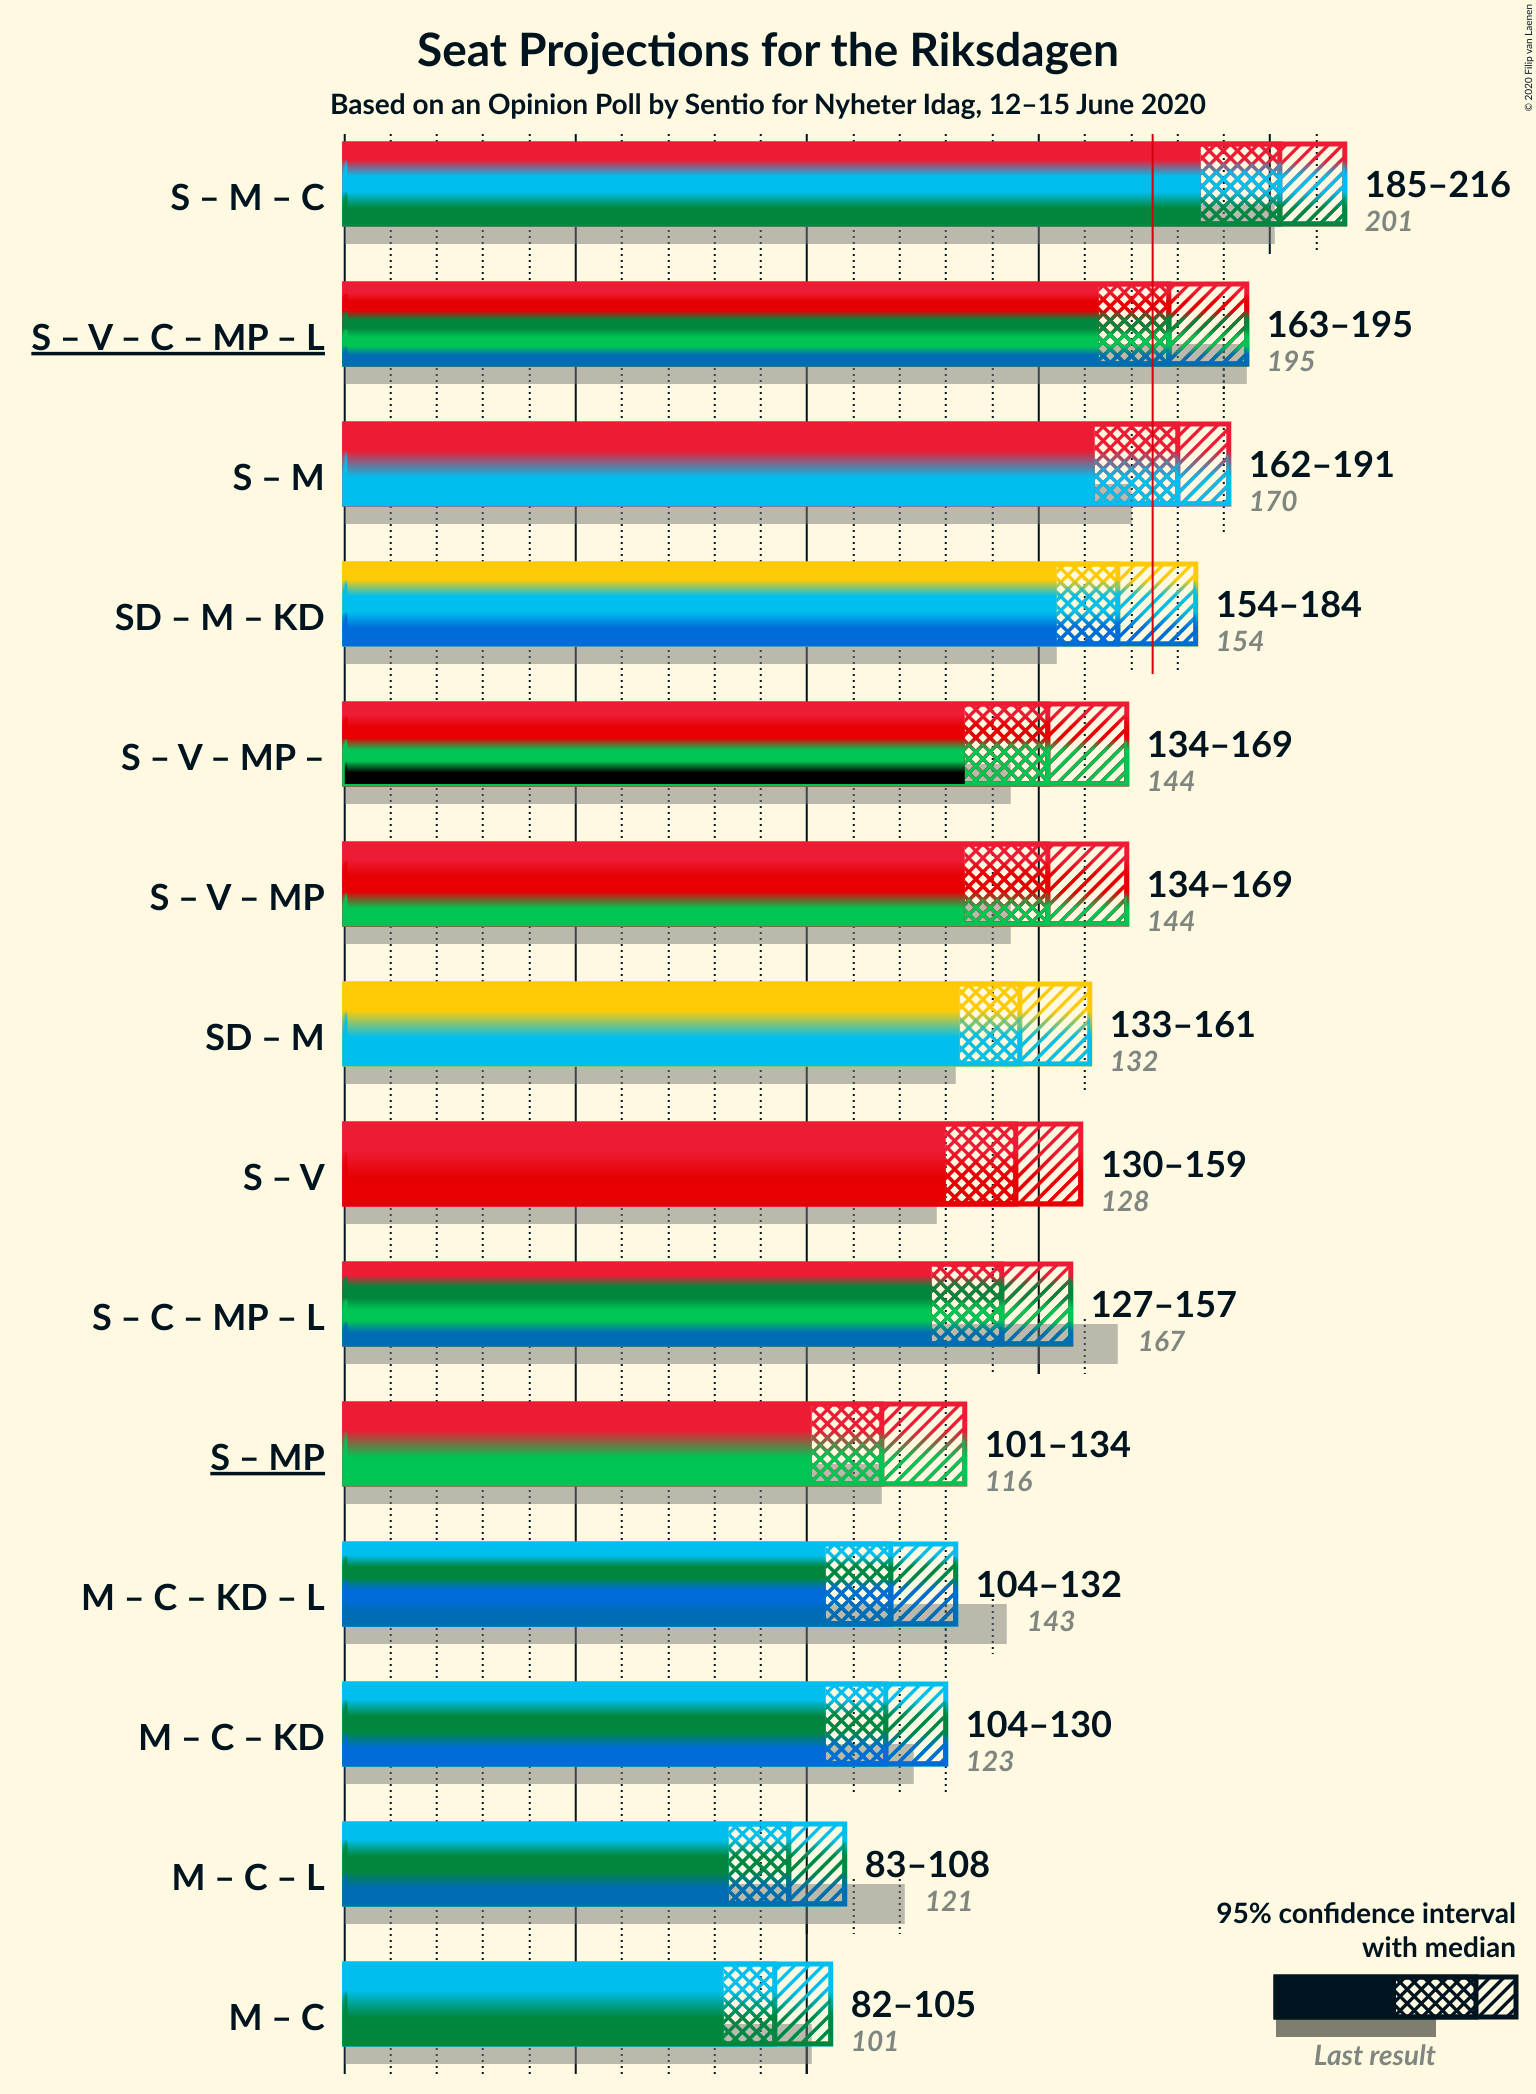 Seat Projections for the Riksdagen
Based on an Opinion Poll by Sentio for Nyheter Idag, 12–15 June 2020
© 2020 Filip van Laenen
S – M – C
185–216
201
S – V – C – MP – L
163–195
195
S – M
162–191
170
SD – M – KD
154–184
154
S – V – MP –
134–169
144
S – V – MP
134–169
144
SD – M
133–161
132
S – V
130–159
128
S – C – MP – L
127–157
167
S – MP
101–134
116
M – C – KD – L
104–132
143
M – C – KD
104–130
123
M – C – L
83–108
121
M – C
82–105
101
95% confidence interval
with median
Last result